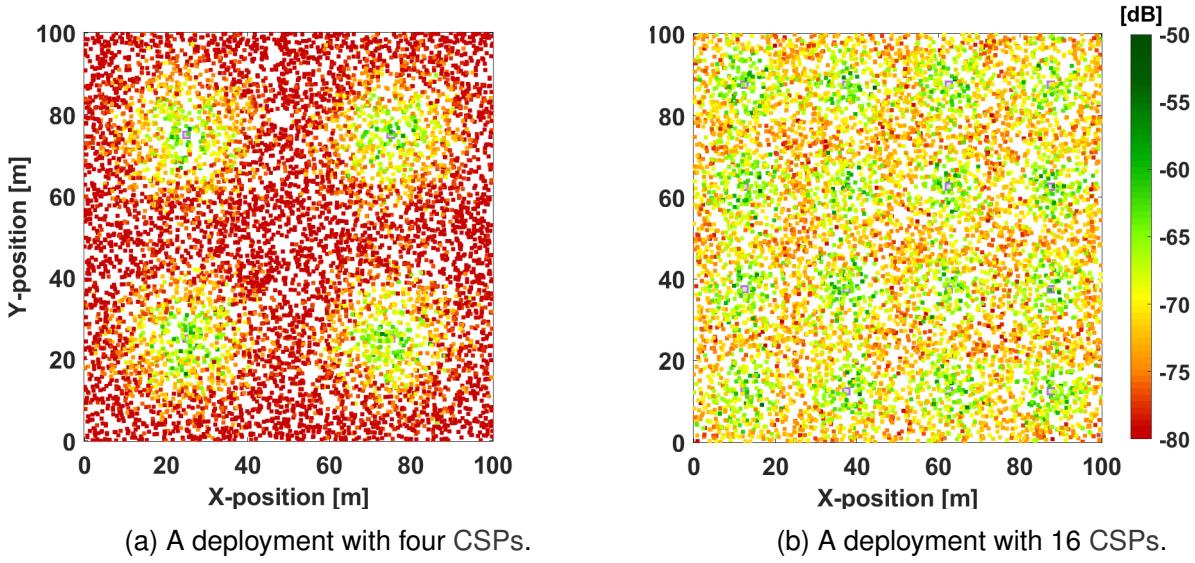 [dB]
100
80
60
40
20
0
Y-position [m]
0 20 40 60 80 100
X-position [m]
(a) A deployment with four CSPs.
100
80
60
40
20
0
0 20 40 60 80 100
X-position [m]
(b) A deployment with 16 CSPs.
-50
-55
-60
-65
-70
-75
-80